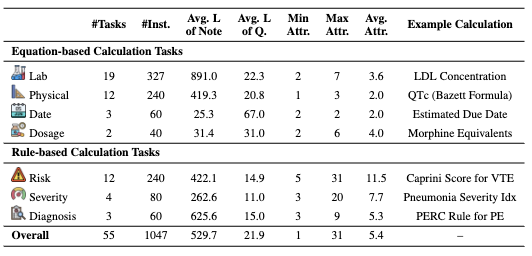 #Tasks #Inst. Avg. L of Note Avg. L of Q. Min Attr. Max Attr. Avg. Attr. Example Calculation
Equation-based Calculation Tasks
Lab 19 327 891.0 22.3 2 7 3.6 LDL Concentration
Physical 12 240 419.3 20.8 1 3 2.0 QTc (Bazett Formula)
Date 3 60 25.3 67.0 2 2 2.0 Estimated Due Date
Dosage 2 40 31.4 31.0 2 6 4.0 Morphine Equivalents
Rule-based Calculation Tasks
Risk 12 240 422.1 14.9 5 31 11.5 Caprini Score for VTE
Severity 4 80 262.6 11.0 3 20 7.7 Pneumonia Severity Idx
Diagnosis 3 60 625.6 15.0 3 9 5.3 PERC Rule for PE
Overall 55 1047 529.7 21.9 1 31 5.4 –